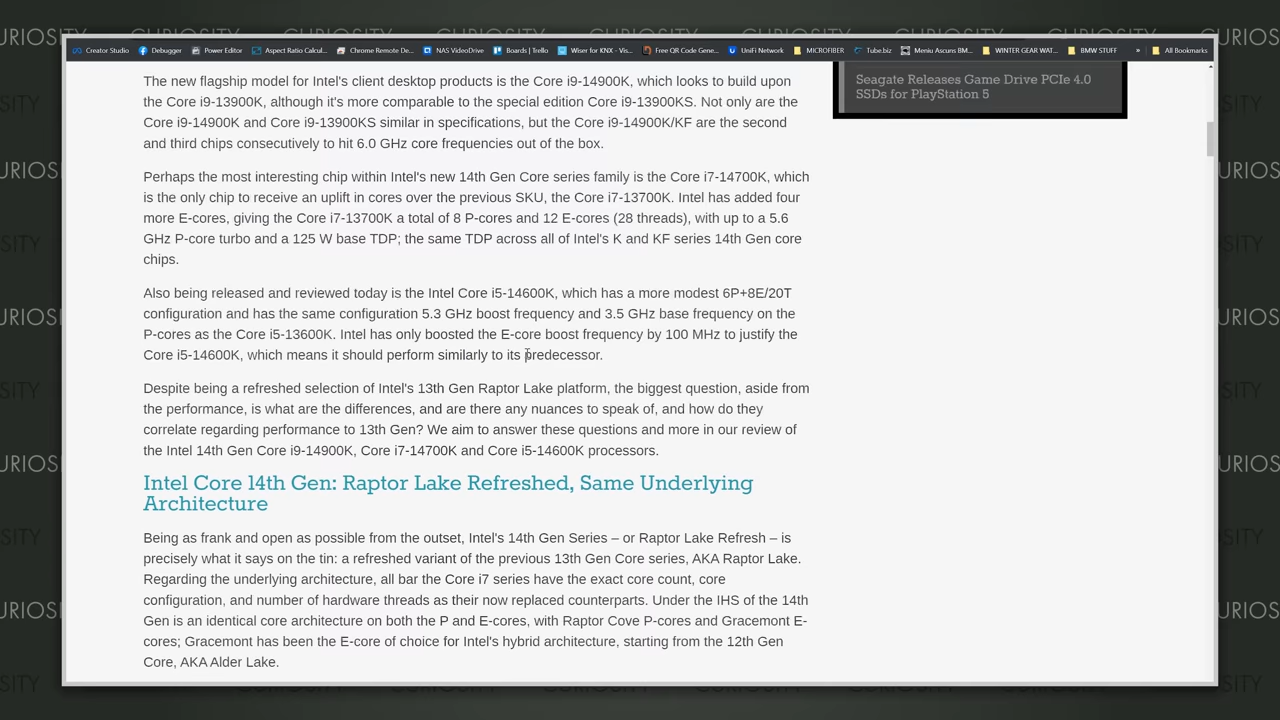 Creator Studio Debugger Power Editor Aspect Ratio Calcul... Chrome Remote De... NAS VideoDrive Boards | Trello Wiser for KNX - Vis... Free QR Code Gene... UniFi Network MICROFIBER Tube.biz Meniu Ascuns BM... WINTER GEAR WAT... BMW STUFF » All Bookmarks
Seagate Releases Game Drive PCIe 4.0
SSDs for PlayStation 5
The new flagship model for Intel's client desktop products is the Core i9-14900K, which looks to build upon
the Core i9-13900K, although it's more comparable to the special edition Core i9-13900KS. Not only are the
Core i9-14900K and Core i9-13900KS similar in specifications, but the Core i9-14900K/KF are the second
and third chips consecutively to hit 6.0 GHz core frequencies out of the box.
Perhaps the most interesting chip within Intel's new 14th Gen Core series family is the Core i7-14700K, which
is the only chip to receive an uplift in cores over the previous SKU, the Core i7-13700K. Intel has added four
more E-cores, giving the Core i7-13700K a total of 8 P-cores and 12 E-cores (28 threads), with up to a 5.6
GHz P-core turbo and a 125 W base TDP; the same TDP across all of Intel's K and KF series 14th Gen core
chips.
Also being released and reviewed today is the Intel Core i5-14600K, which has a more modest 6P+8E/20T
configuration and has the same configuration 5.3 GHz boost frequency and 3.5 GHz base frequency on the
P-cores as the Core i5-13600K. Intel has only boosted the E-core boost frequency by 100 MHz to justify the
Core i5-14600K, which means it should perform similarly to its predecessor.
Despite being a refreshed selection of Intel's 13th Gen Raptor Lake platform, the biggest question, aside from
the performance, is what are the differences, and are there any nuances to speak of, and how do they
correlate regarding performance to 13th Gen? We aim to answer these questions and more in our review of
the Intel 14th Gen Core i9-14900K, Core i7-14700K and Core i5-14600K processors.
Intel Core 14th Gen: Raptor Lake Refreshed, Same Underlying
Architecture
Being as frank and open as possible from the outset, Intel's 14th Gen Series – or Raptor Lake Refresh – is
precisely what it says on the tin: a refreshed variant of the previous 13th Gen Core series, AKA Raptor Lake.
Regarding the underlying architecture, all bar the Core i7 series have the exact core count, core
configuration, and number of hardware threads as their now replaced counterparts. Under the IHS of the 14th
Gen is an identical core architecture on both the P and E-cores, with Raptor Cove P-cores and Gracemont E-
cores; Gracemont has been the E-core of choice for Intel's hybrid architecture, starting from the 12th Gen
Core, AKA Alder Lake.